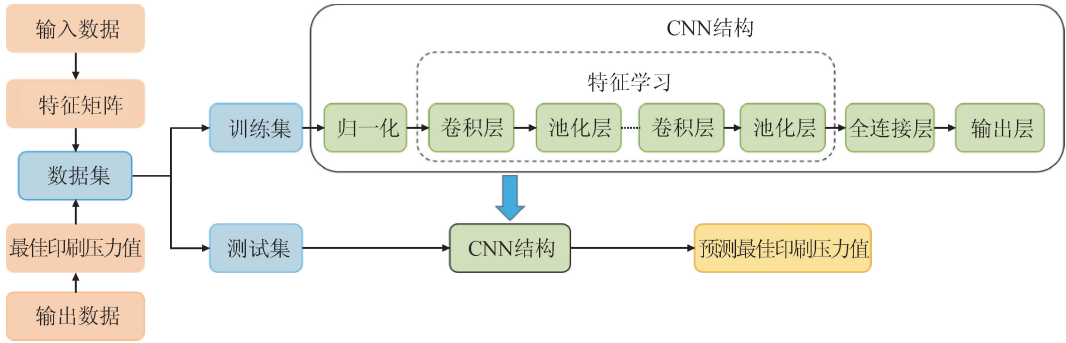 输入数据
特征矩阵
数据集
最佳印刷压力值
输出数据
训练集
测试集
CNN结构
特征学习
归一化
卷积层
池化层
卷积层
池化层
全连接层
输出层
CNN结构
预测最佳印刷压力值